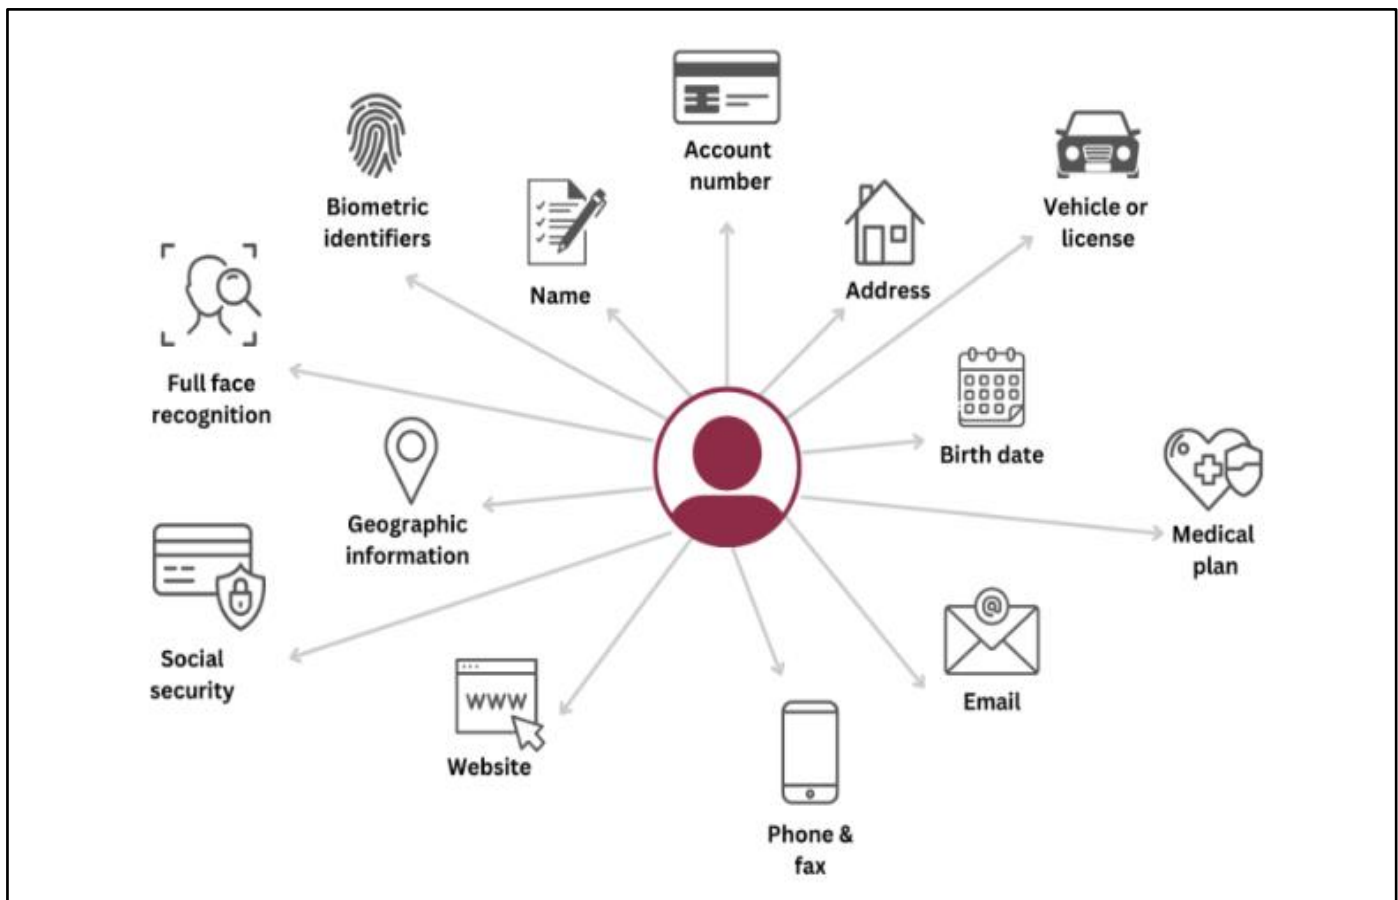 Account
number
Biometric
identifiers
Vehicle or
license
Name
Address
Full face
recognition
Birth date
Geographic
information
Medical
plan
Social
security
@
Email
WWW
Website
Phone &
fax